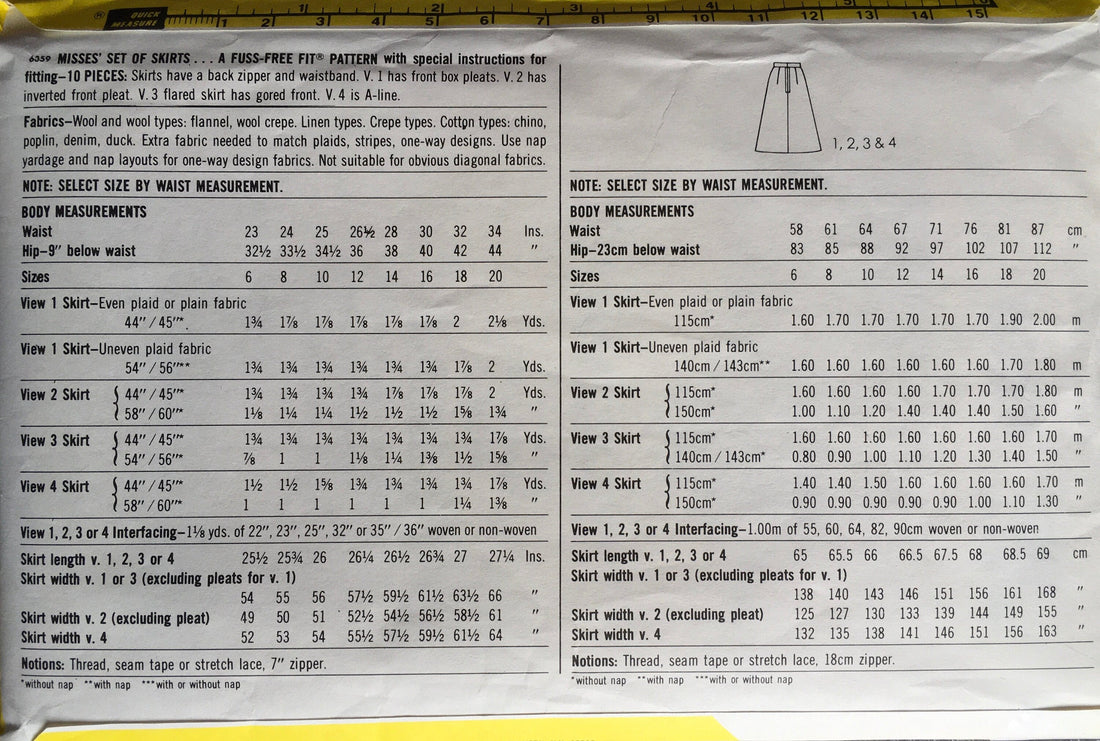 QUICK MEASURE
1 2 3 4 5 6
1 2 3 4 5 6 7 8 9 10 11 12 13 14 15
6359 MISSES' SET OF SKIRTS . . . A FUSS-FREE FIT® PATTERN with special instructions for
fitting–10 PIECES: Skirts have a back zipper and waistband. V. 1 has front box pleats. V. 2 has
inverted front pleat. V. 3 flared skirt has gored front. V. 4 is A-line.
Fabrics–Wool and wool types: flannel, wool crepe. Linen types. Crepe types. Cotton types: chino,
poplin, denim, duck. Extra fabric needed to match plaids, stripes, one-way designs. Use nap
yardage and nap layouts for one-way design fabrics. Not suitable for obvious diagonal fabrics.
NOTE: SELECT SIZE BY WAIST MEASUREMENT.
BODY MEASUREMENTS
Waist 23 24 25 26½ 28 30 32 34 Ins.
Hip–9" below waist 32½ 33½ 34½ 36 38 40 42 44 "
Sizes 6 8 10 12 14 16 18 20
View 1 Skirt–Even plaid or plain fabric
44" / 45"* 1¾ 1⅞ 1⅞ 1⅞ 1⅞ 1⅞ 2 2⅛ Yds.
View 1 Skirt–Uneven plaid fabric
54" / 56"** 1¾ 1¾ 1¾ 1¾ 1¾ 1¾ 1⅞ 2 Yds.
View 2 Skirt 44" / 45"* 1¾ 1¾ 1¾ 1¾ 1⅞ 1⅞ 1⅞ 2 Yds.
58" / 60"* 1⅛ 1¼ 1¼ 1½ 1½ 1½ 1⅝ 1¾ "
View 3 Skirt 44" / 45"* 1¾ 1¾ 1¾ 1¾ 1¾ 1¾ 1¾ 1⅞ Yds.
54" / 56"* ⅞ 1 1 1⅛ 1¼ 1⅜ 1½ 1⅝ "
View 4 Skirt 44" / 45"* 1½ 1½ 1⅝ 1¾ 1¾ 1¾ 1¾ 1⅞ Yds.
58" / 60"* 1 1 1 1 1 1 1¼ 1⅜ "
View 1, 2, 3 or 4 Interfacing–1⅛ yds. of 22", 23", 25", 32" or 35" / 36" woven or non-woven
Skirt length v. 1, 2, 3 or 4 25½ 25¾ 26 26¼ 26½ 26¾ 27 27¼ Ins.
Skirt width v. 1 or 3 (excluding pleats for v. 1)
54 55 56 57½ 59½ 61½ 63½ 66 "
Skirt width v. 2 (excluding pleat) 49 50 51 52½ 54½ 56½ 58½ 61 "
Skirt width v. 4 52 53 54 55½ 57½ 59½ 61½ 64 "
Notions: Thread, seam tape or stretch lace, 7" zipper.
*without nap **with nap ***with or without nap
1, 2, 3 & 4
NOTE: SELECT SIZE BY WAIST MEASUREMENT.
BODY MEASUREMENTS
Waist 58 61 64 67 71 76 81 87 cm
Hip–23cm below waist 83 85 88 92 97 102 107 112 "
Sizes 6 8 10 12 14 16 18 20
View 1 Skirt–Even plaid or plain fabric
115cm* 1.60 1.70 1.70 1.70 1.70 1.70 1.90 2.00 m
View 1 Skirt–Uneven plaid fabric
140cm / 143cm** 1.60 1.60 1.60 1.60 1.60 1.60 1.70 1.80 m
View 2 Skirt 115cm* 1.60 1.60 1.60 1.60 1.70 1.70 1.70 1.80 m
150cm* 1.00 1.10 1.20 1.40 1.40 1.40 1.50 1.60 "
View 3 Skirt 115cm* 1.60 1.60 1.60 1.60 1.60 1.60 1.60 1.70 m
140cm / 143cm* 0.80 0.90 1.00 1.10 1.20 1.30 1.40 1.50 "
View 4 Skirt 115cm* 1.40 1.40 1.50 1.60 1.60 1.60 1.60 1.70 m
150cm* 0.90 0.90 0.90 0.90 0.90 1.00 1.10 1.30 "
View 1, 2, 3 or 4 Interfacing–1.00m of 55, 60, 64, 82, 90cm woven or non-woven
Skirt length v. 1, 2, 3 or 4 65 65.5 66 66.5 67.5 68 68.5 69 cm
Skirt width v. 1 or 3 (excluding pleats for v. 1)
138 140 143 146 151 156 161 168 "
Skirt width v. 2 (excluding pleat) 125 127 130 133 139 144 149 155 "
Skirt width v. 4 132 135 138 141 146 151 156 163 "
Notions: Thread, seam tape or stretch lace, 18cm zipper.
*without nap **with nap ***with or without nap